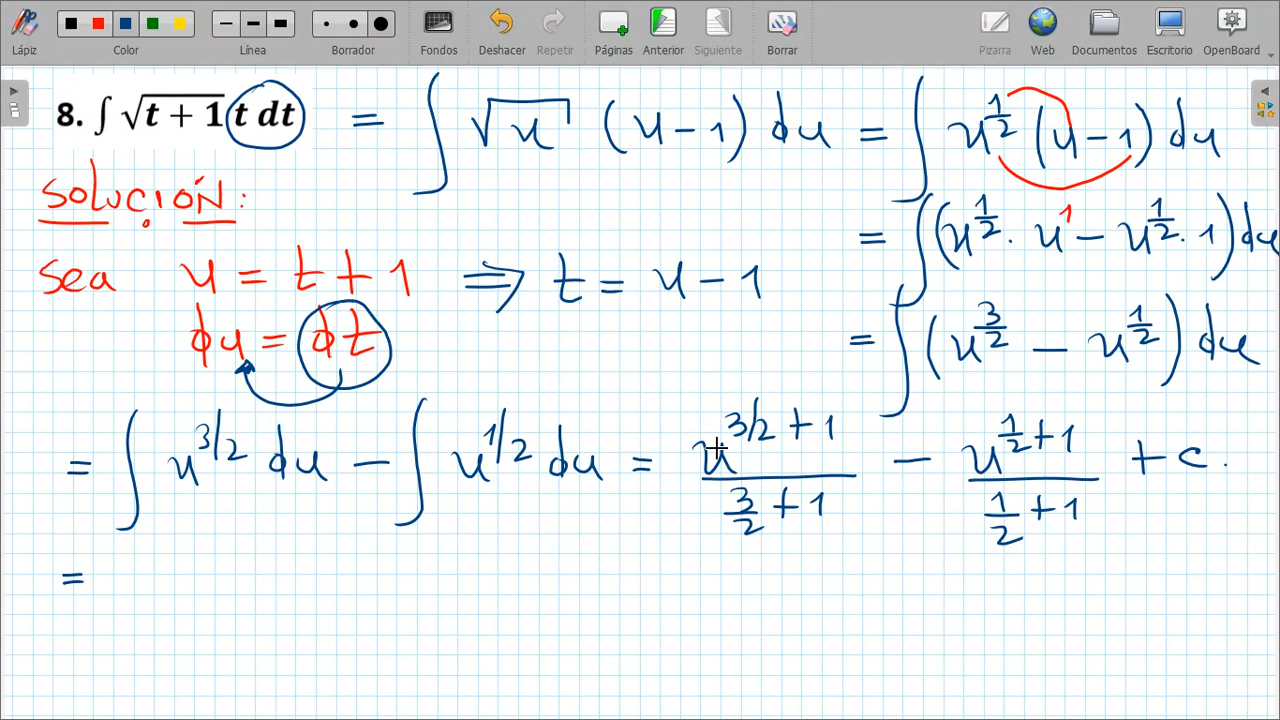 Lápiz Color Línea Borrador Fondos Deshacer Repetir Páginas Anterior Siguiente Borrar Pizarra Web Documentos Escritorio OpenBoard
8. ∫ √(t + 1) t dt = ∫ √u (u − 1) du = ∫ u^(1/2) (u − 1) du
SOLUCIÓN:
= ∫ (u^(1/2) · u^1 − u^(1/2) · 1) du
sea u = t + 1 ⟹ t = u − 1
du = dt
= ∫ (u^(3/2) − u^(1/2)) du
= ∫ u^(3/2) du − ∫ u^(1/2) du = u^(3/2 + 1) / (3/2 + 1) − u^(1/2 + 1) / (1/2 + 1) + c.
=